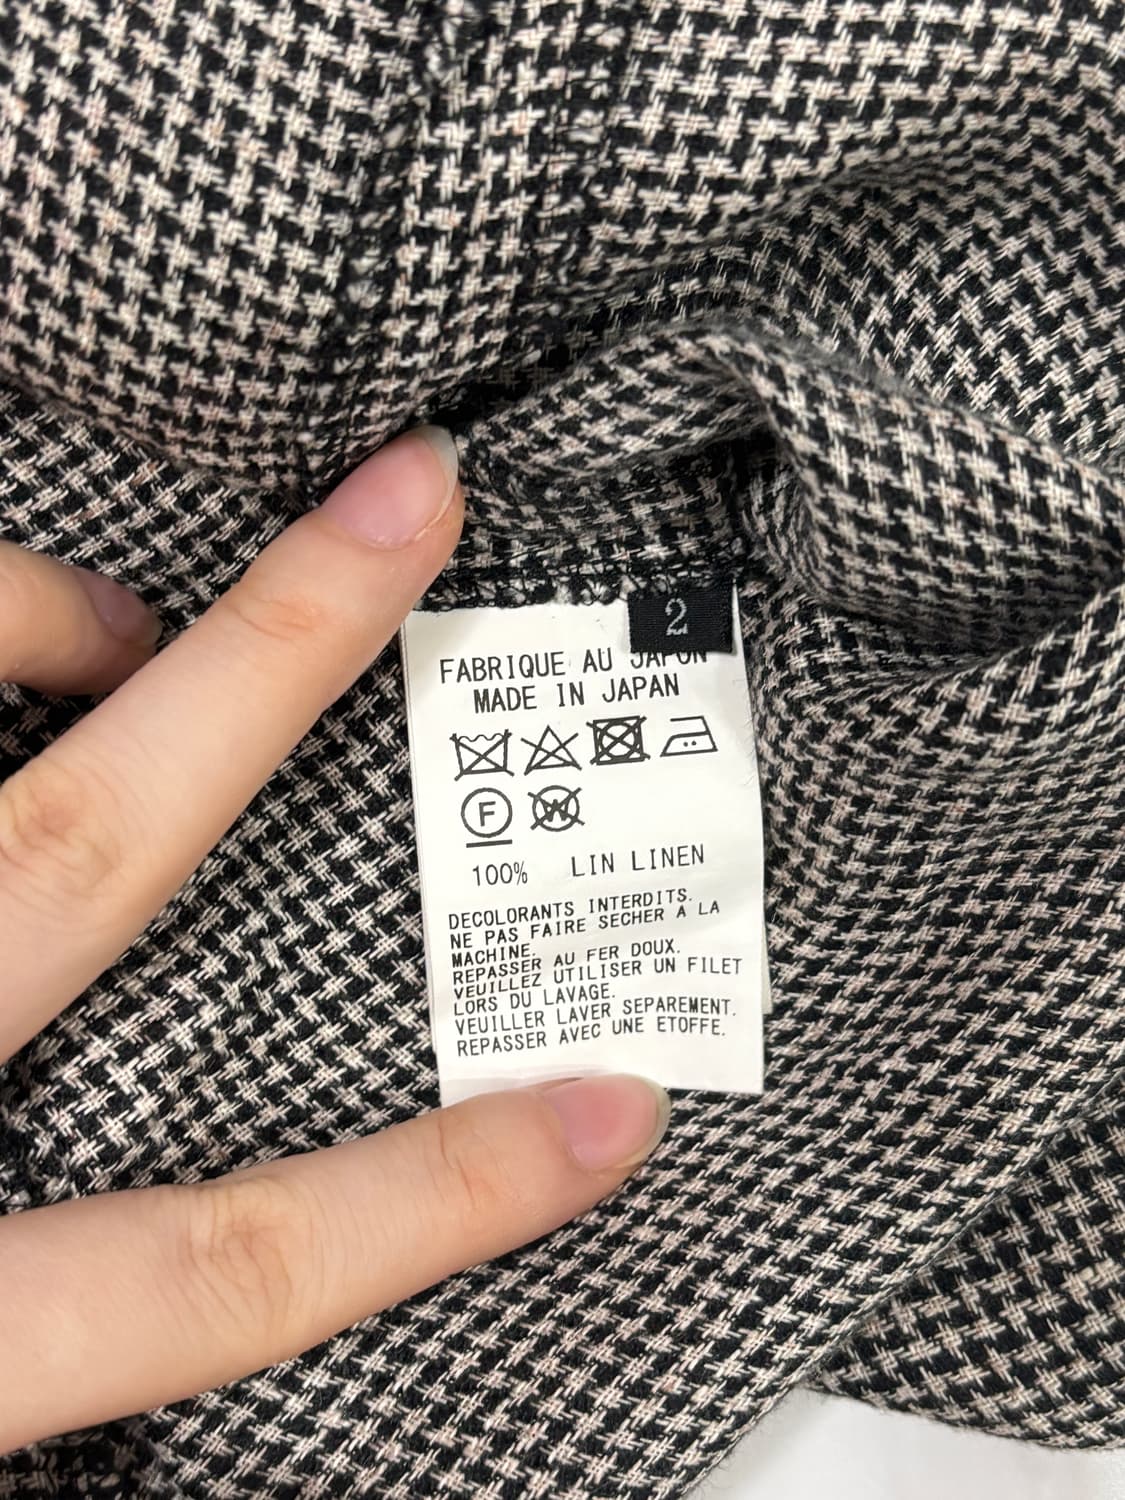 2
FABRIQUE AU JAPON
MADE IN JAPAN
F
W
100% LIN LINEN
DECOLORANTS INTERDITS.
NE PAS FAIRE SECHER A LA
MACHINE.
REPASSER AU FER DOUX.
VEUILLEZ UTILISER UN FILET
LORS DU LAVAGE.
VEUILLER LAVER SEPAREMENT.
REPASSER AVEC UNE ETOFFE.